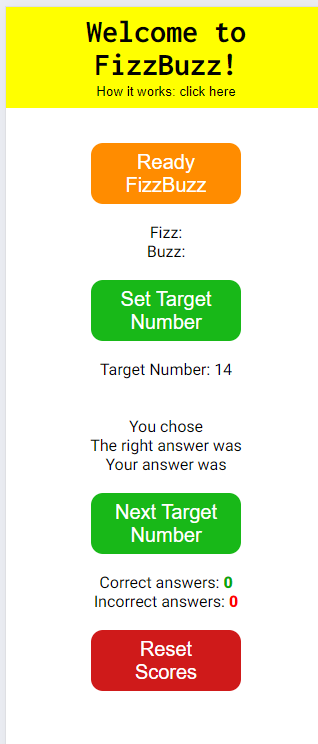 Welcome to
FizzBuzz!
How it works: click here
Ready
FizzBuzz
Fizz:
Buzz:
Set Target
Number
Target Number: 14
You chose
The right answer was
Your answer was
Next Target
Number
Correct answers: 0
Incorrect answers: 0
Reset
Scores